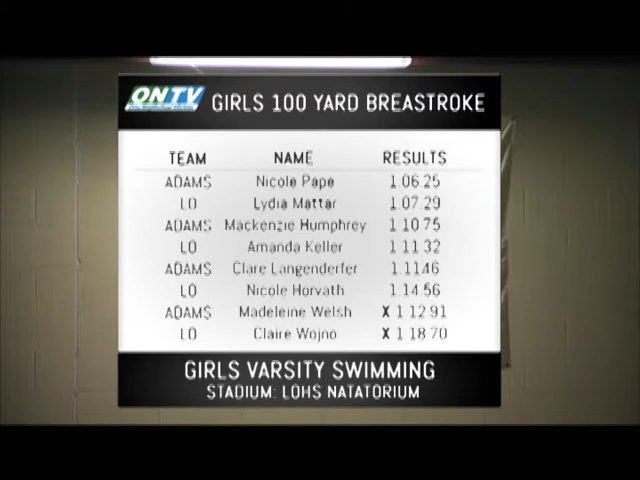 ONTV GIRLS 100 YARD BREASTROKE
TEAM NAME RESULTS
ADAMS Nicole Pape 1 06 25
LO Lydia Mattar 1 07 29
ADAMS Mackenzie Humphrey 1 10 75
LO Amanda Keller 1 11 32
ADAMS Clare Langenderfer 1 11 46
LO Nicole Horvath 1 14 56
ADAMS Madeleine Welsh X 1 12 91
LO Claire Wojno X 1 18 70
GIRLS VARSITY SWIMMING
STADIUM: LOHS NATATORIUM